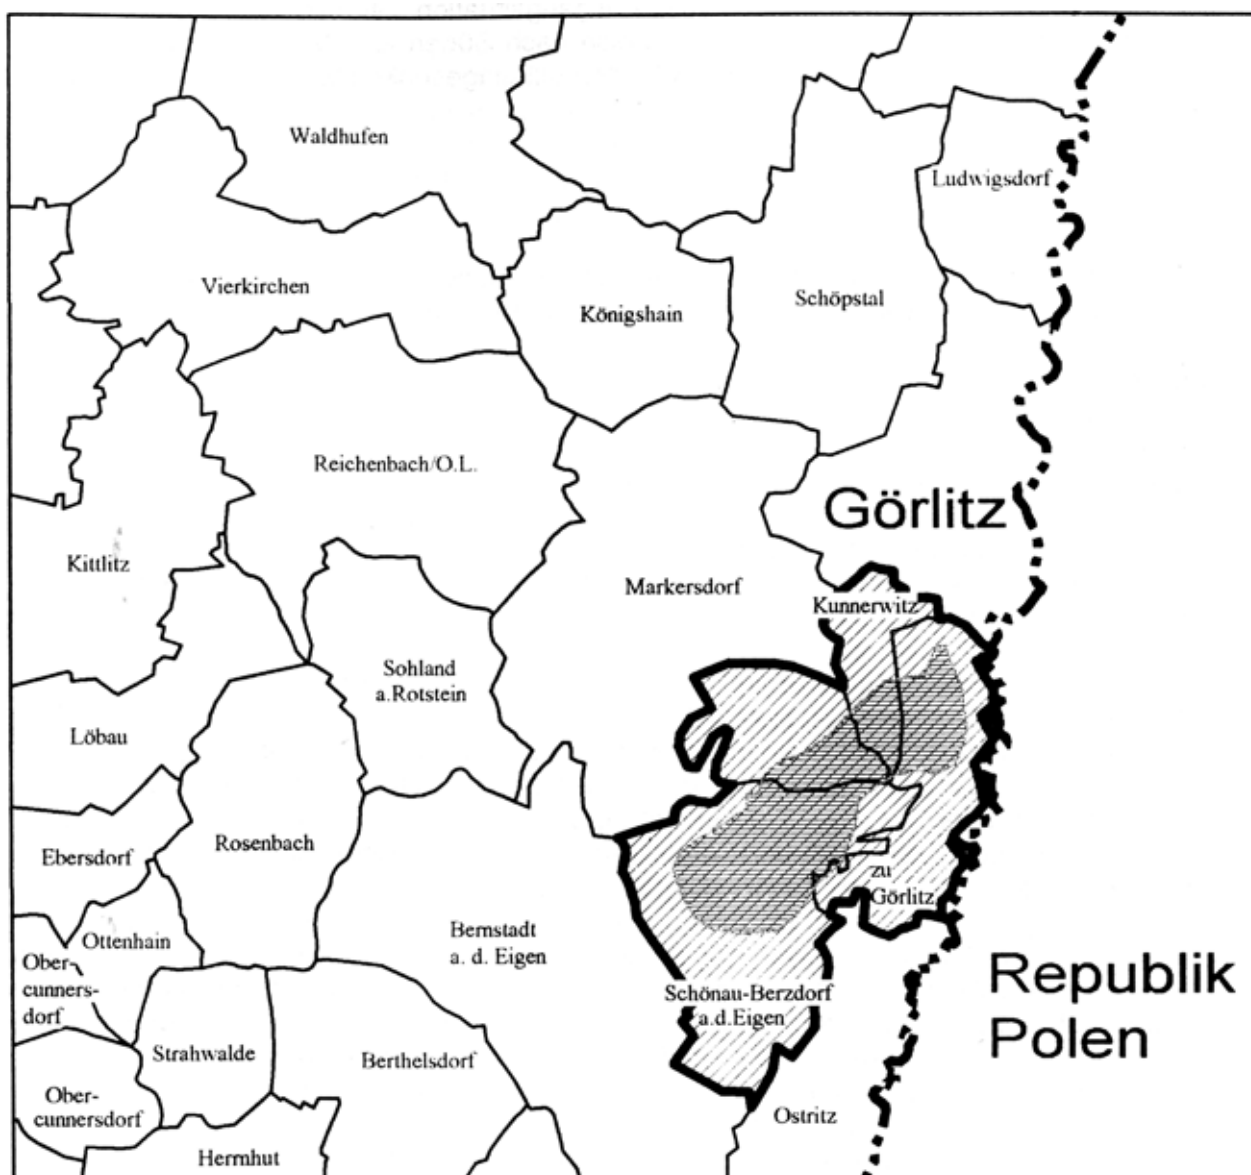 Waldhufen
Ludwigsdorf
Vierkirchen
Königshain
Schöpstal
Reichenbach/O.L.
Görlitz
Kittlitz
Markersdorf
Kunnerwitz
Sohland
a.Rotstein
Löbau
Rosenbach
Ebersdorf
zu
Görlitz
Ottenhain
Bernstadt
a. d. Eigen
Ober-
cunners-
dorf
Schönau-Berzdorf
a.d.Eigen
Republik
Polen
Strahwalde
Berthelsdorf
Ober-
cunnersdorf
Ostritz
Herrnhut